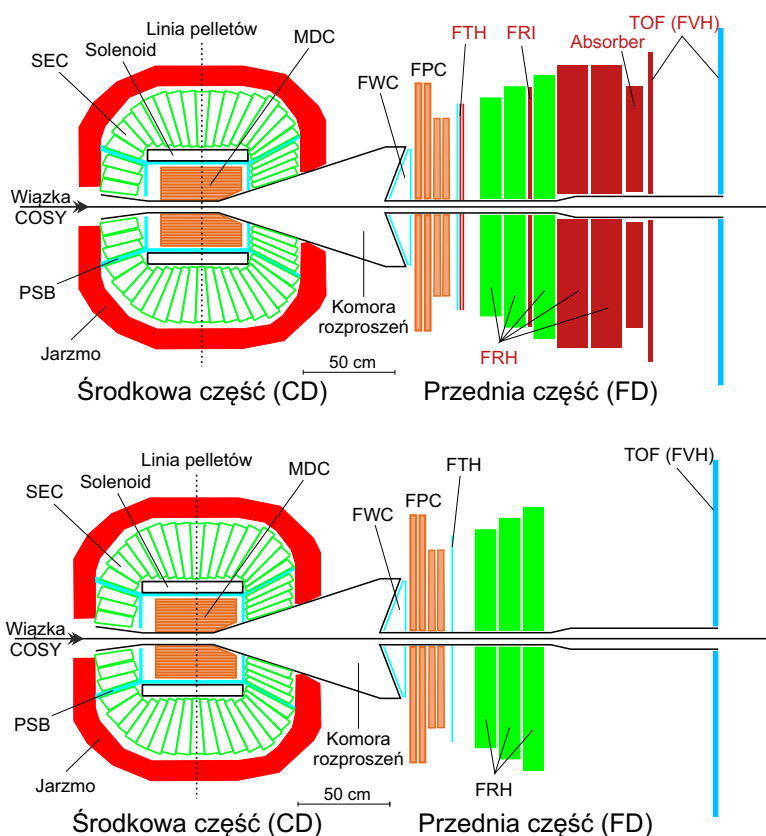 Linia pelletów
Solenoid
MDC
SEC
FWC
FPC
FTH
FRI
Absorber
TOF (FVH)
Wiązka
COSY
PSB
Jarzmo
Komora
rozproszeń
FRH
50 cm
Środkowa część (CD)
Przednia część (FD)
Linia pelletów
Solenoid
MDC
SEC
FWC
FPC
FTH
TOF (FVH)
Wiązka
COSY
PSB
Jarzmo
Komora
rozproszeń
FRH
50 cm
Środkowa część (CD)
Przednia część (FD)